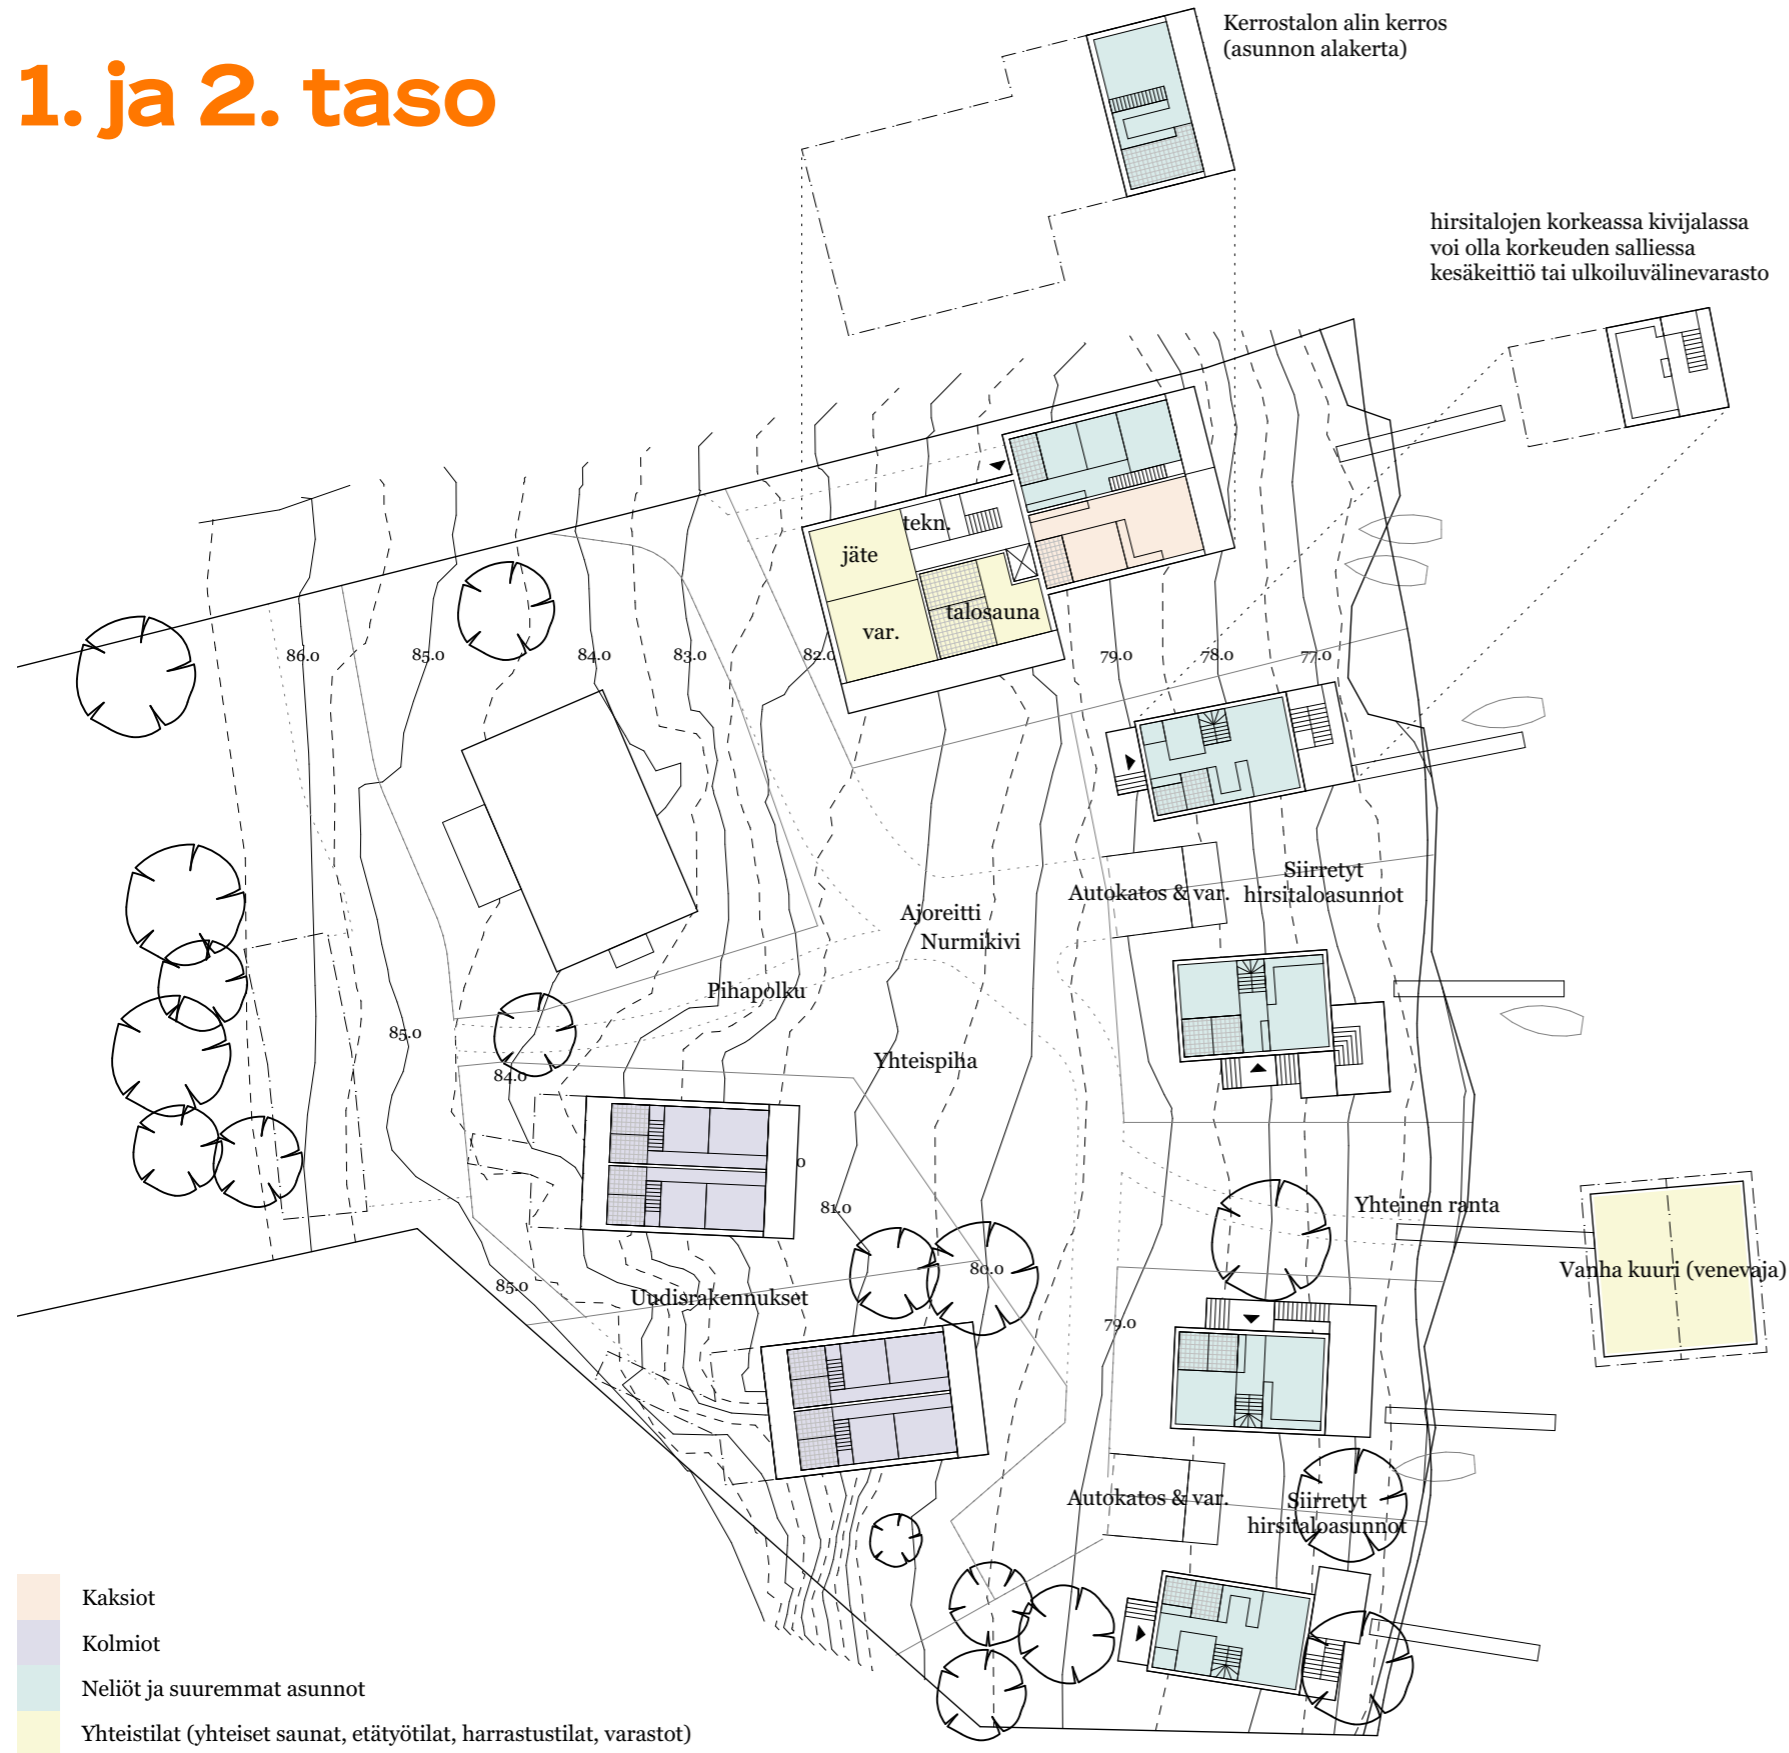 1. ja 2. taso
Kerrostalon alin kerros
(asunnon alakerta)
hirsitalojen korkeassa kivijalassa
voi olla korkeuden salliessa
kesäkeittiö tai ulkoiluvälinevarasto
tekn.
jäte
talosauna
var.
86.0
85.0
84.0
83.0
82.0
79.0
78.0
77.0
Siirretyt
hirsitaloasunnot
Autokatos & var.
Ajoreitti
Nurmikivi
Pihapolku
85.0
Yhteispiha
84.0
0
81.0
Yhteinen ranta
80.0
Vanha kuuri (venevaja)
85.0
Uudisrakennukset
79.0
Autokatos & var.
Siirretyt
hirsitaloasunnot
Kaksiot
Kolmiot
Neliöt ja suuremmat asunnot
Yhteistilat (yhteiset saunat, etätyötilat, harrastustilat, varastot)